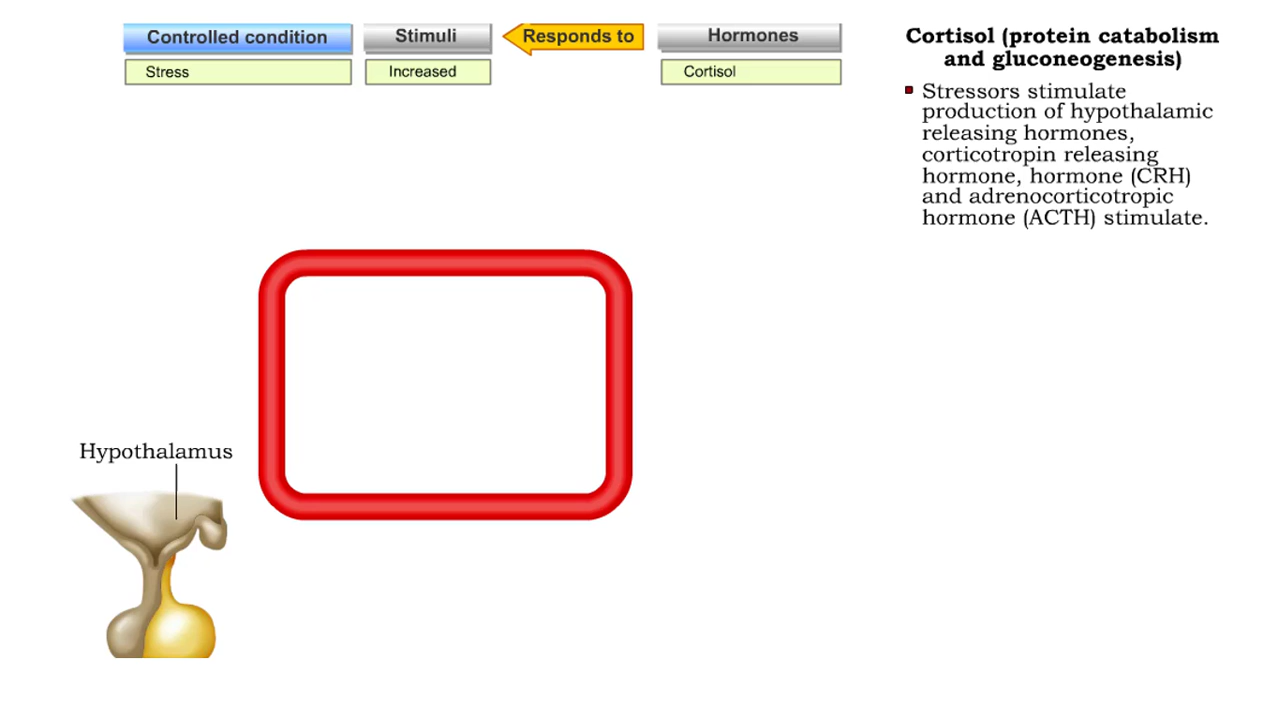 Controlled condition
Stimuli
Responds to
Hormones
Stress
Increased
Cortisol
Cortisol (protein catabolism
and gluconeogenesis)
Stressors stimulate
production of hypothalamic
releasing hormones,
corticotropin releasing
hormone, hormone (CRH)
and adrenocorticotropic
hormone (ACTH) stimulate.
Hypothalamus